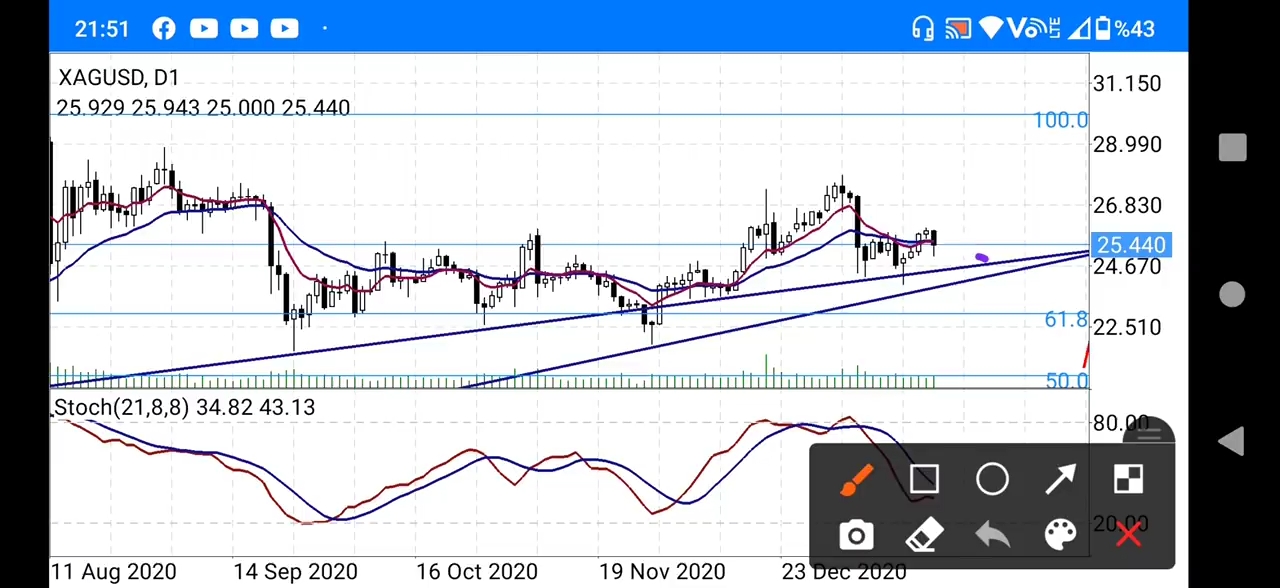 21:51 VoLTE %43
XAGUSD, D1
25.929 25.943 25.000 25.440
31.150
100.0
28.990
26.830
25.440
24.670
61.8
22.510
50.0
Stoch(21,8,8) 34.82 43.13
80.00
20.00
11 Aug 2020 14 Sep 2020 16 Oct 2020 19 Nov 2020 23 Dec 2020